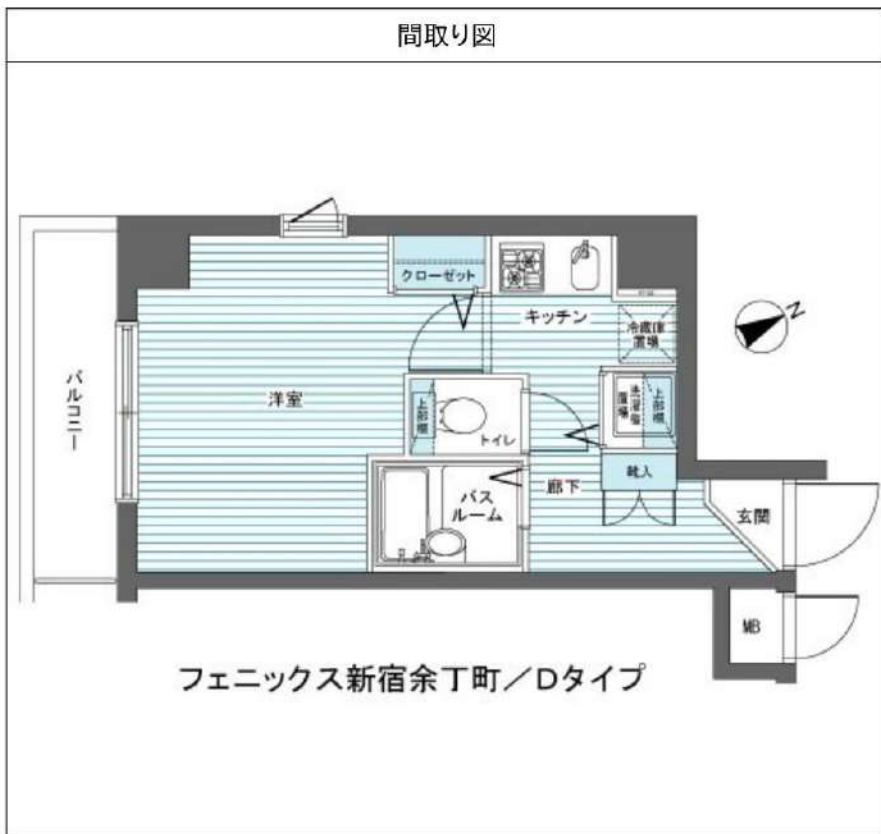 間取り図
クローゼット
キッチン
冷蔵庫
置場
N
バルコニー
洋室
上部棚
トイレ
洗濯機
置場
上部棚
バス
ルーム
廊下
靴入
玄関
MB
フェニックス新宿余丁町／Dタイプ